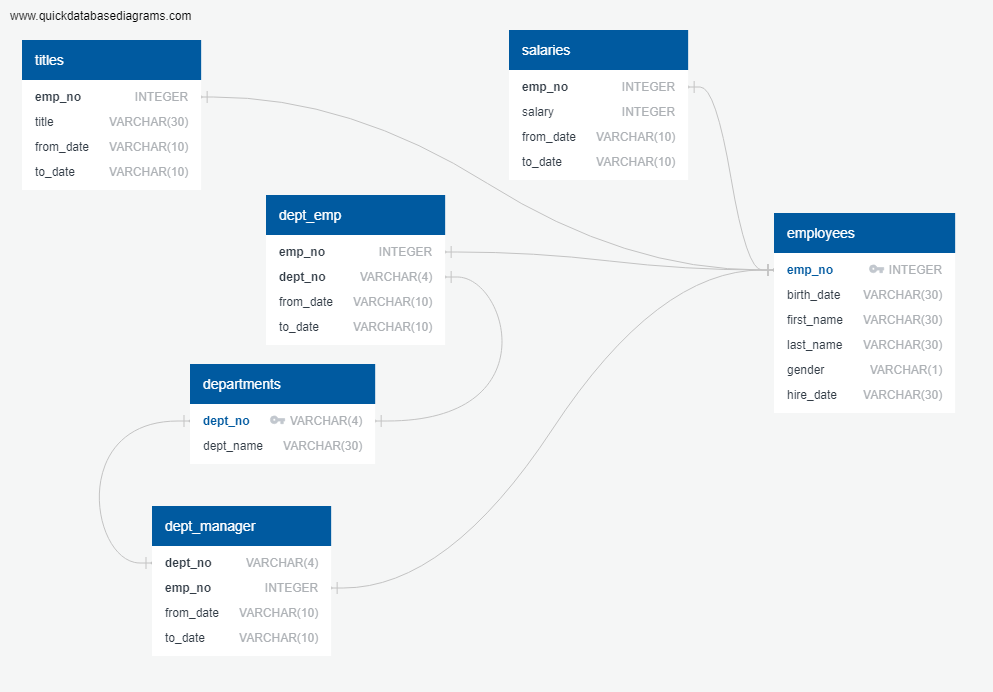 www.quickdatabasediagrams.com
titles
emp_no INTEGER
title VARCHAR(30)
from_date VARCHAR(10)
to_date VARCHAR(10)
salaries
emp_no INTEGER
salary INTEGER
from_date VARCHAR(10)
to_date VARCHAR(10)
dept_emp
emp_no INTEGER
dept_no VARCHAR(4)
from_date VARCHAR(10)
to_date VARCHAR(10)
employees
emp_no INTEGER
birth_date VARCHAR(30)
first_name VARCHAR(30)
last_name VARCHAR(30)
gender VARCHAR(1)
hire_date VARCHAR(30)
departments
dept_no VARCHAR(4)
dept_name VARCHAR(30)
dept_manager
dept_no VARCHAR(4)
emp_no INTEGER
from_date VARCHAR(10)
to_date VARCHAR(10)